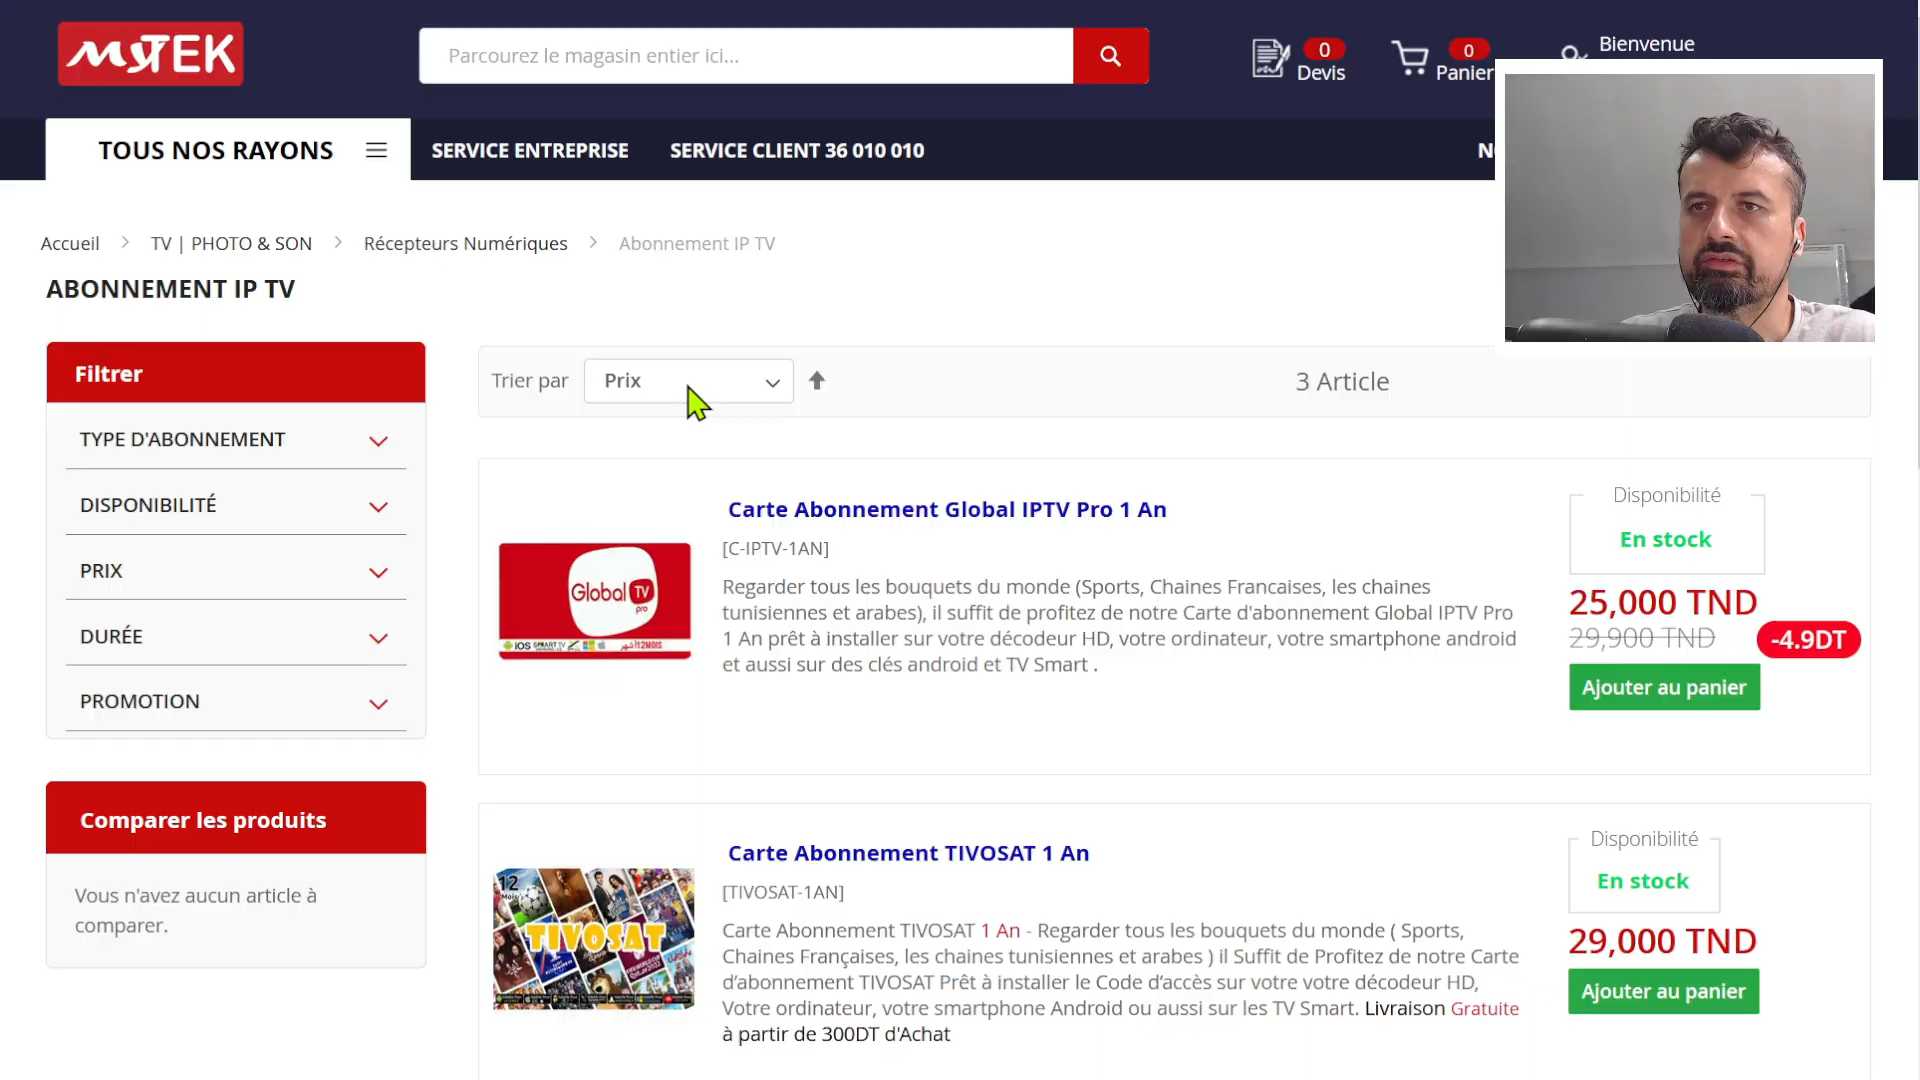 MYTEK
Parcourez le magasin entier ici...
0
Devis
0
Panier
Bienvenue
TOUS NOS RAYONS
SERVICE ENTREPRISE
SERVICE CLIENT 36 010 010
Accueil > TV | PHOTO & SON > Récepteurs Numériques > Abonnement IP TV
ABONNEMENT IP TV
Filtrer
TYPE D'ABONNEMENT
DISPONIBILITÉ
PRIX
DURÉE
PROMOTION
Comparer les produits
Vous n'avez aucun article à
comparer.
Trier par
Prix
3 Article
Global TV
pro
iOS SMART TV
12MOIS
Carte Abonnement Global IPTV Pro 1 An
[C-IPTV-1AN]
Regarder tous les bouquets du monde (Sports, Chaines Francaises, les chaines
tunisiennes et arabes), il suffit de profitez de notre Carte d'abonnement Global IPTV Pro
1 An prêt à installer sur votre décodeur HD, votre ordinateur, votre smartphone android
et aussi sur des clés android et TV Smart .
Disponibilité
En stock
25,000 TND
29,900 TND
-4.9DT
Ajouter au panier
12
Mois
TIVOSAT
Carte Abonnement TIVOSAT 1 An
[TIVOSAT-1AN]
Carte Abonnement TIVOSAT 1 An - Regarder tous les bouquets du monde ( Sports,
Chaines Françaises, les chaines tunisiennes et arabes ) il Suffit de Profitez de notre Carte
d’abonnement TIVOSAT Prêt à installer le Code d’accès sur votre votre décodeur HD,
Votre ordinateur, votre smartphone Android ou aussi sur les TV Smart. Livraison Gratuite
à partir de 300DT d'Achat
Disponibilité
En stock
29,000 TND
Ajouter au panier